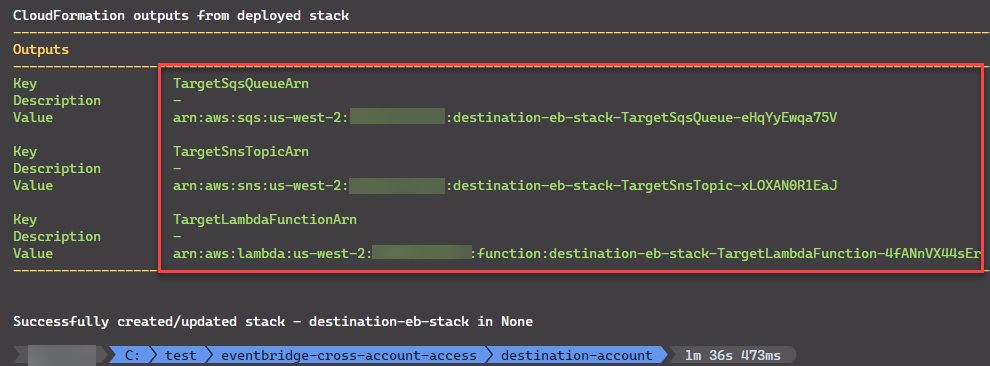 CloudFormation outputs from deployed stack
Outputs
Key TargetSqsQueueArn
Description -
Value arn:aws:sqs:us-west-2: :destination-eb-stack-TargetSqsQueue-eHqYyEwqa75V
Key TargetSnsTopicArn
Description -
Value arn:aws:sns:us-west-2: :destination-eb-stack-TargetSnsTopic-xLOXAN0R1EaJ
Key TargetLambdaFunctionArn
Description -
Value arn:aws:lambda:us-west-2: :function:destination-eb-stack-TargetLambdaFunction-4fANnVX44sEr
Successfully created/updated stack - destination-eb-stack in None
C: test eventbridge-cross-account-access destination-account 1m 36s 473ms